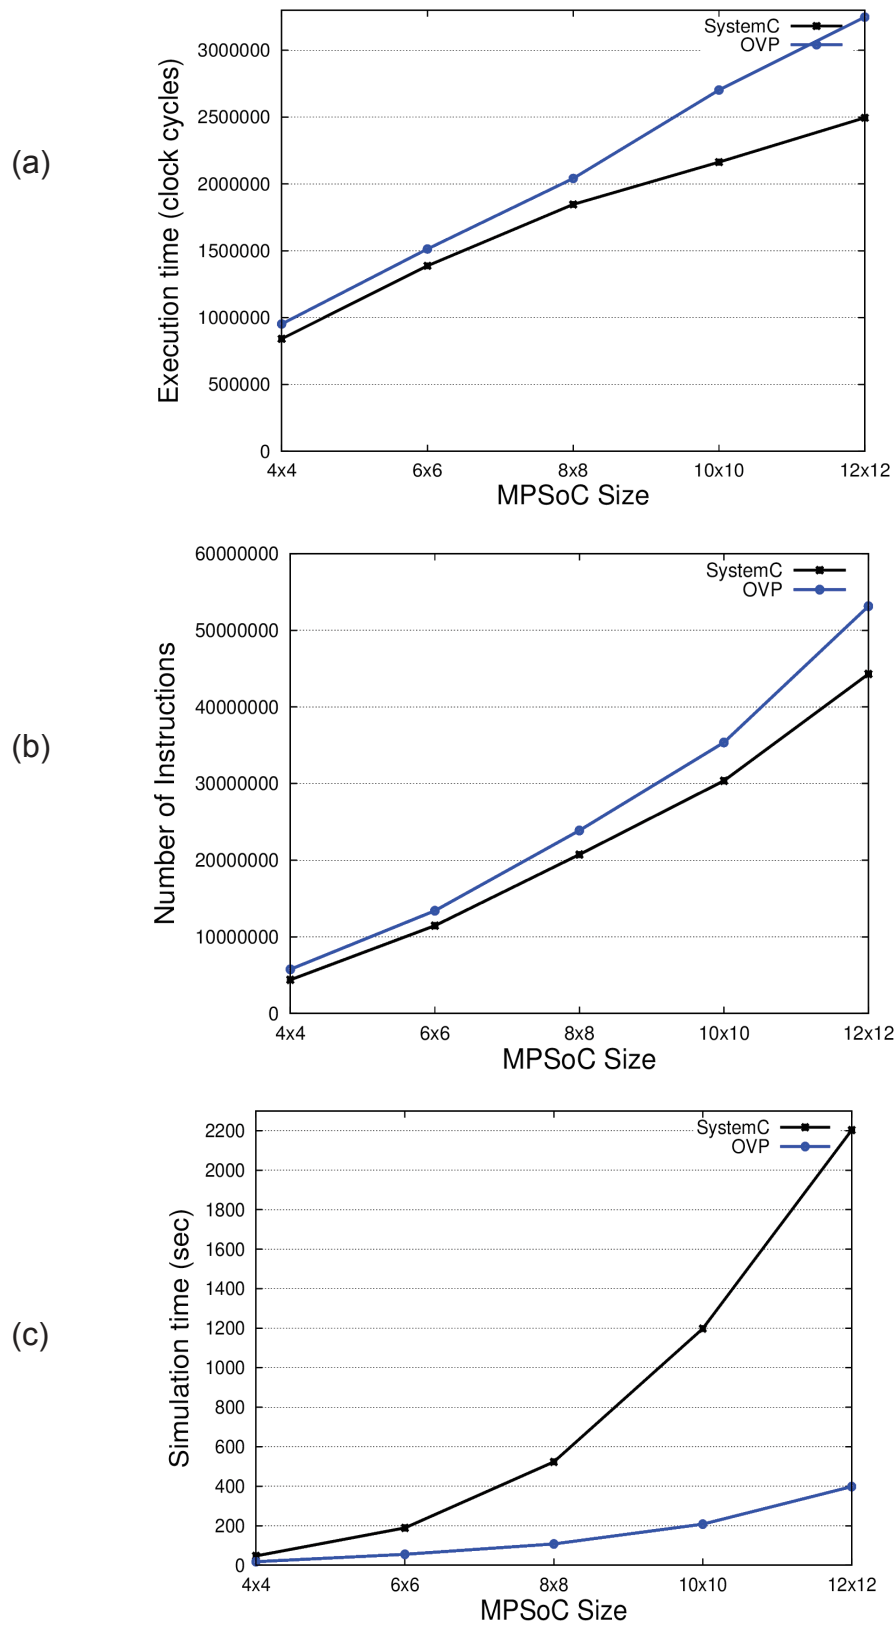 (a)
Execution time (clock cycles)
3000000
2500000
2000000
1500000
1000000
500000
0
SystemC
OVP
4x4 6x6 8x8 10x10 12x12
MPSoC Size
(b)
Number of Instructions
60000000
50000000
40000000
30000000
20000000
10000000
0
SystemC
OVP
4x4 6x6 8x8 10x10 12x12
MPSoC Size
(c)
Simulation time (sec)
2200
2000
1800
1600
1400
1200
1000
800
600
400
200
0
SystemC
OVP
4x4 6x6 8x8 10x10 12x12
MPSoC Size